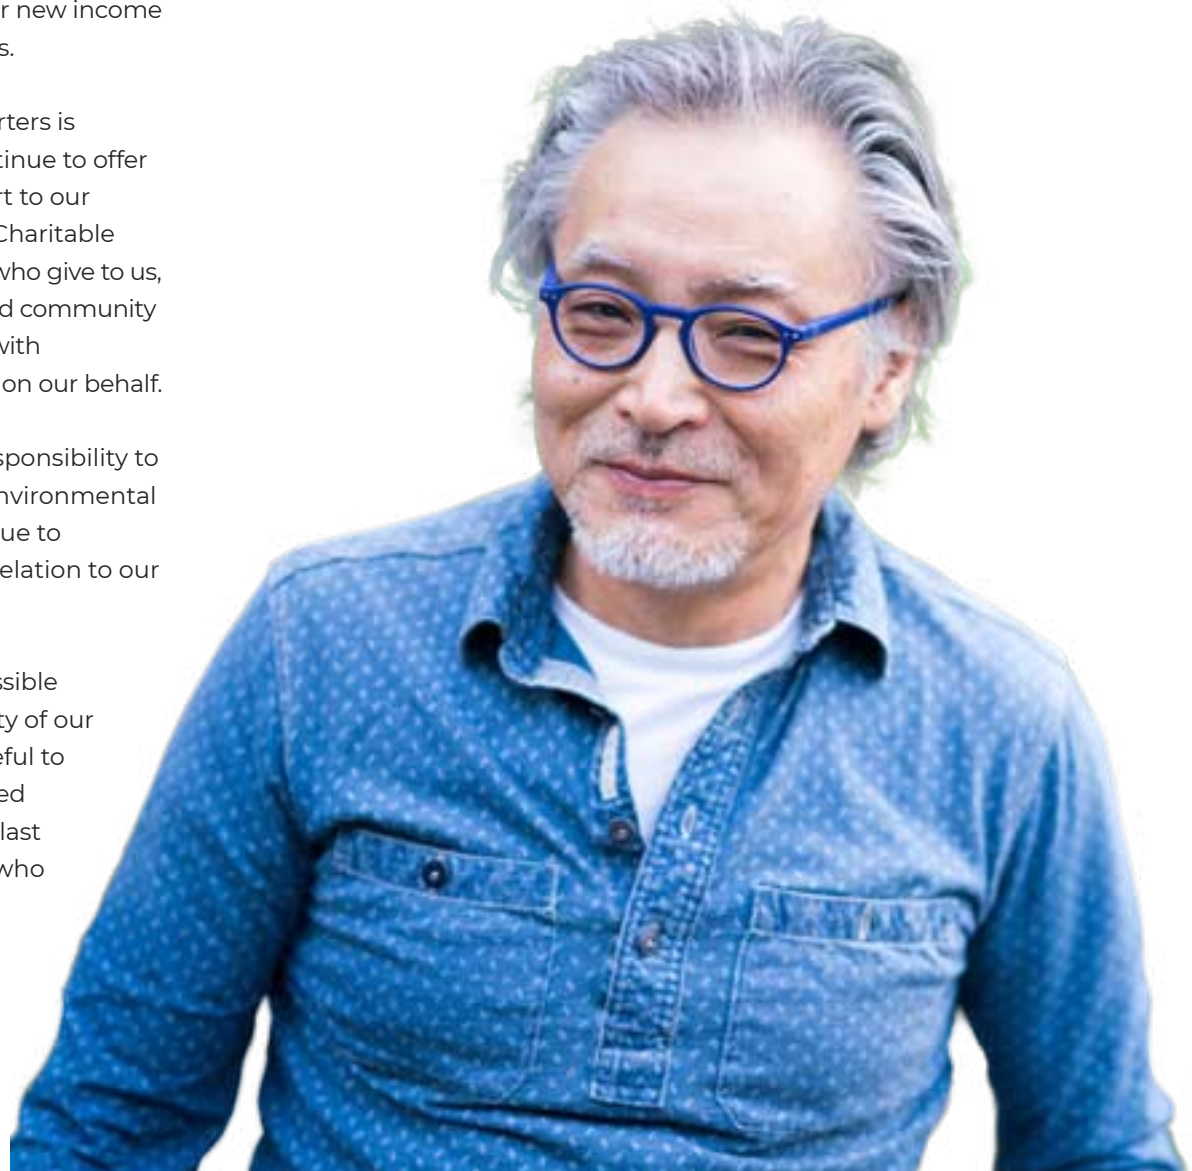 r new income
s.
rters is
tinue to offer
rt to our
Charitable
who give to us,
d community
with
on our behalf.
sponsibility to
nvironmental
ue to
elation to our
ssible
ty of our
eful to
ed
last
who